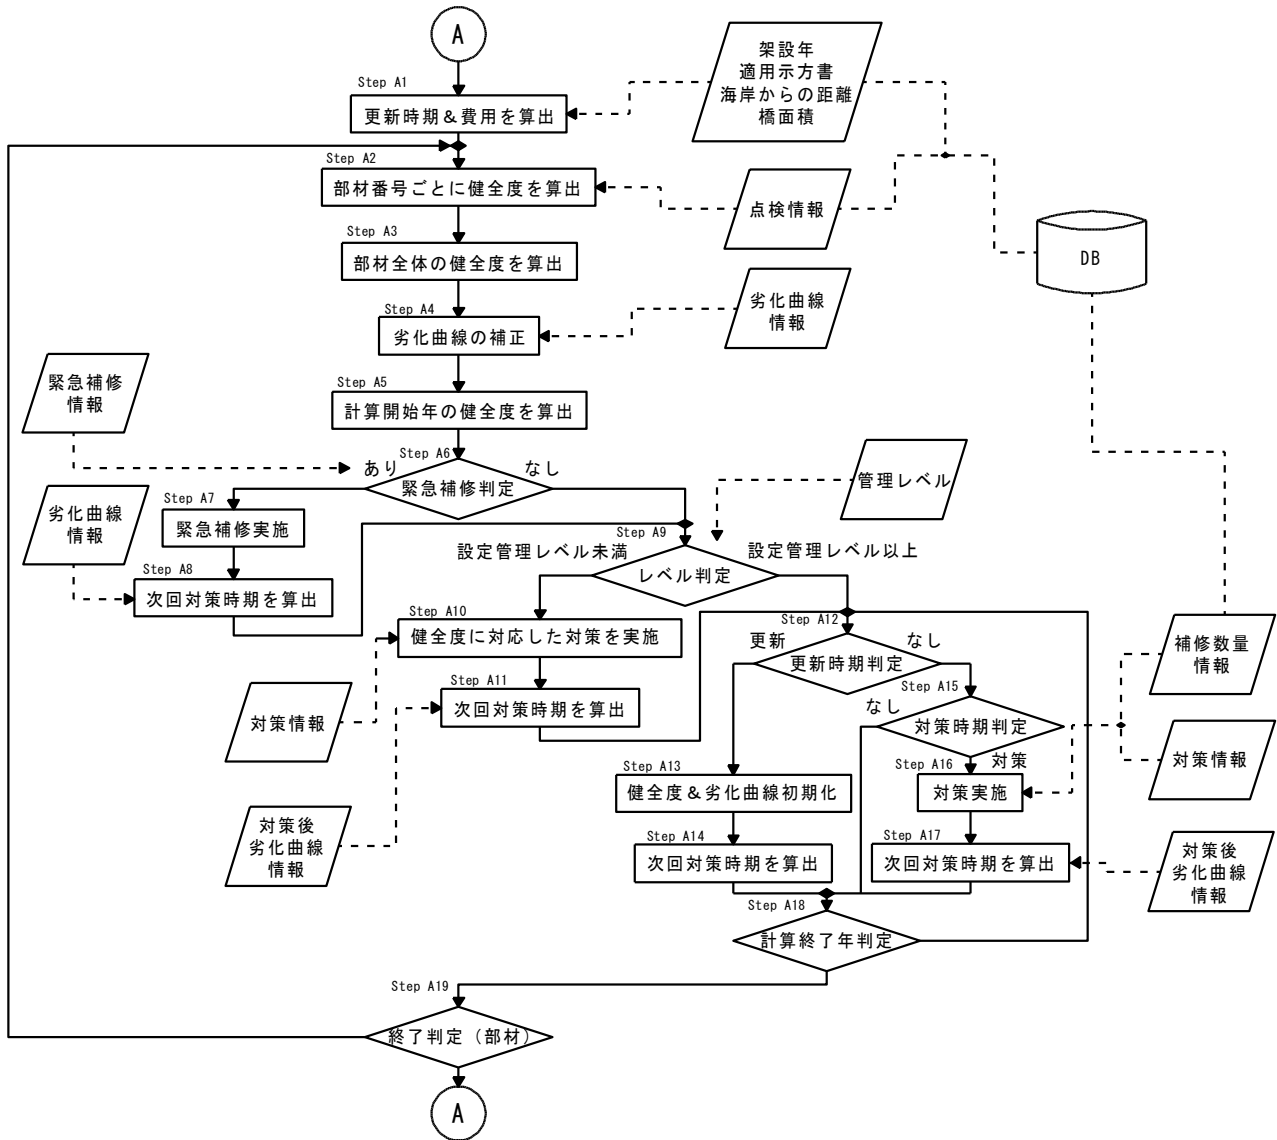 A
Step A1
更新時期＆費用を算出
架設年
適用示方書
海岸からの距離
橋面積
Step A2
部材番号ごとに健全度を算出
点検情報
DB
Step A3
部材全体の健全度を算出
Step A4
劣化曲線の補正
劣化曲線
情報
Step A5
計算開始年の健全度を算出
緊急補修
情報
Step A6
あり
なし
緊急補修判定
管理レベル
Step A7
緊急補修実施
劣化曲線
情報
Step A8
次回対策時期を算出
Step A9
設定管理レベル未満
設定管理レベル以上
レベル判定
Step A10
健全度に対応した対策を実施
Step A11
次回対策時期を算出
対策情報
対策後
劣化曲線
情報
Step A12
更新
なし
更新時期判定
補修数量
情報
Step A15
なし
対策時期判定
対策
対策情報
Step A13
健全度＆劣化曲線初期化
Step A16
対策実施
Step A14
次回対策時期を算出
Step A17
次回対策時期を算出
対策後
劣化曲線
情報
Step A18
計算終了年判定
Step A19
終了判定（部材）
A